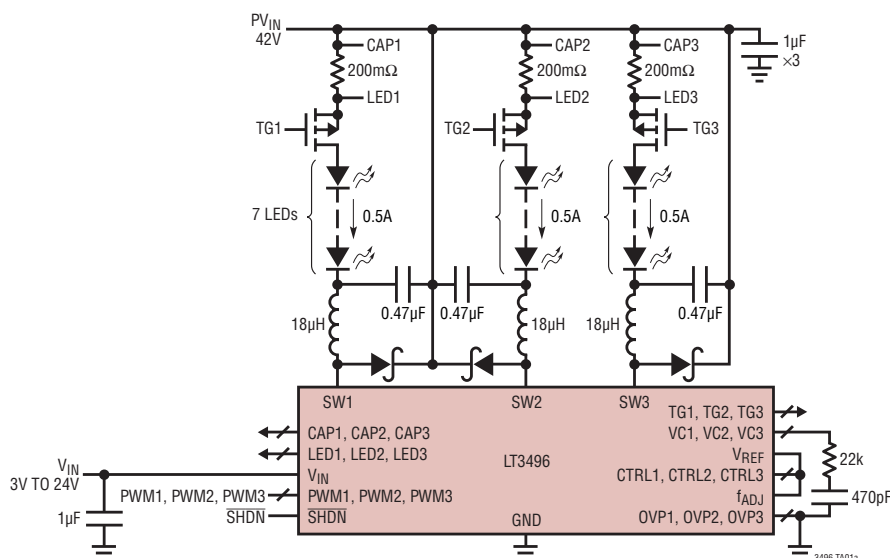 PVIN
42V
CAP1
CAP2
CAP3
1µF
×3
200mΩ
200mΩ
200mΩ
LED1
LED2
LED3
TG1
TG2
TG3
7 LEDs
0.5A
0.5A
0.5A
0.47µF
0.47µF
0.47µF
18µH
18µH
18µH
SW1
SW2
SW3
TG1, TG2, TG3
CAP1, CAP2, CAP3
VC1, VC2, VC3
LED1, LED2, LED3
LT3496
VREF
22k
VIN
3V TO 24V
VIN
CTRL1, CTRL2, CTRL3
PWM1, PWM2, PWM3
PWM1, PWM2, PWM3
fADJ
470pF
1µF
SHDN
SHDN
GND
OVP1, OVP2, OVP3
3496 TA01a